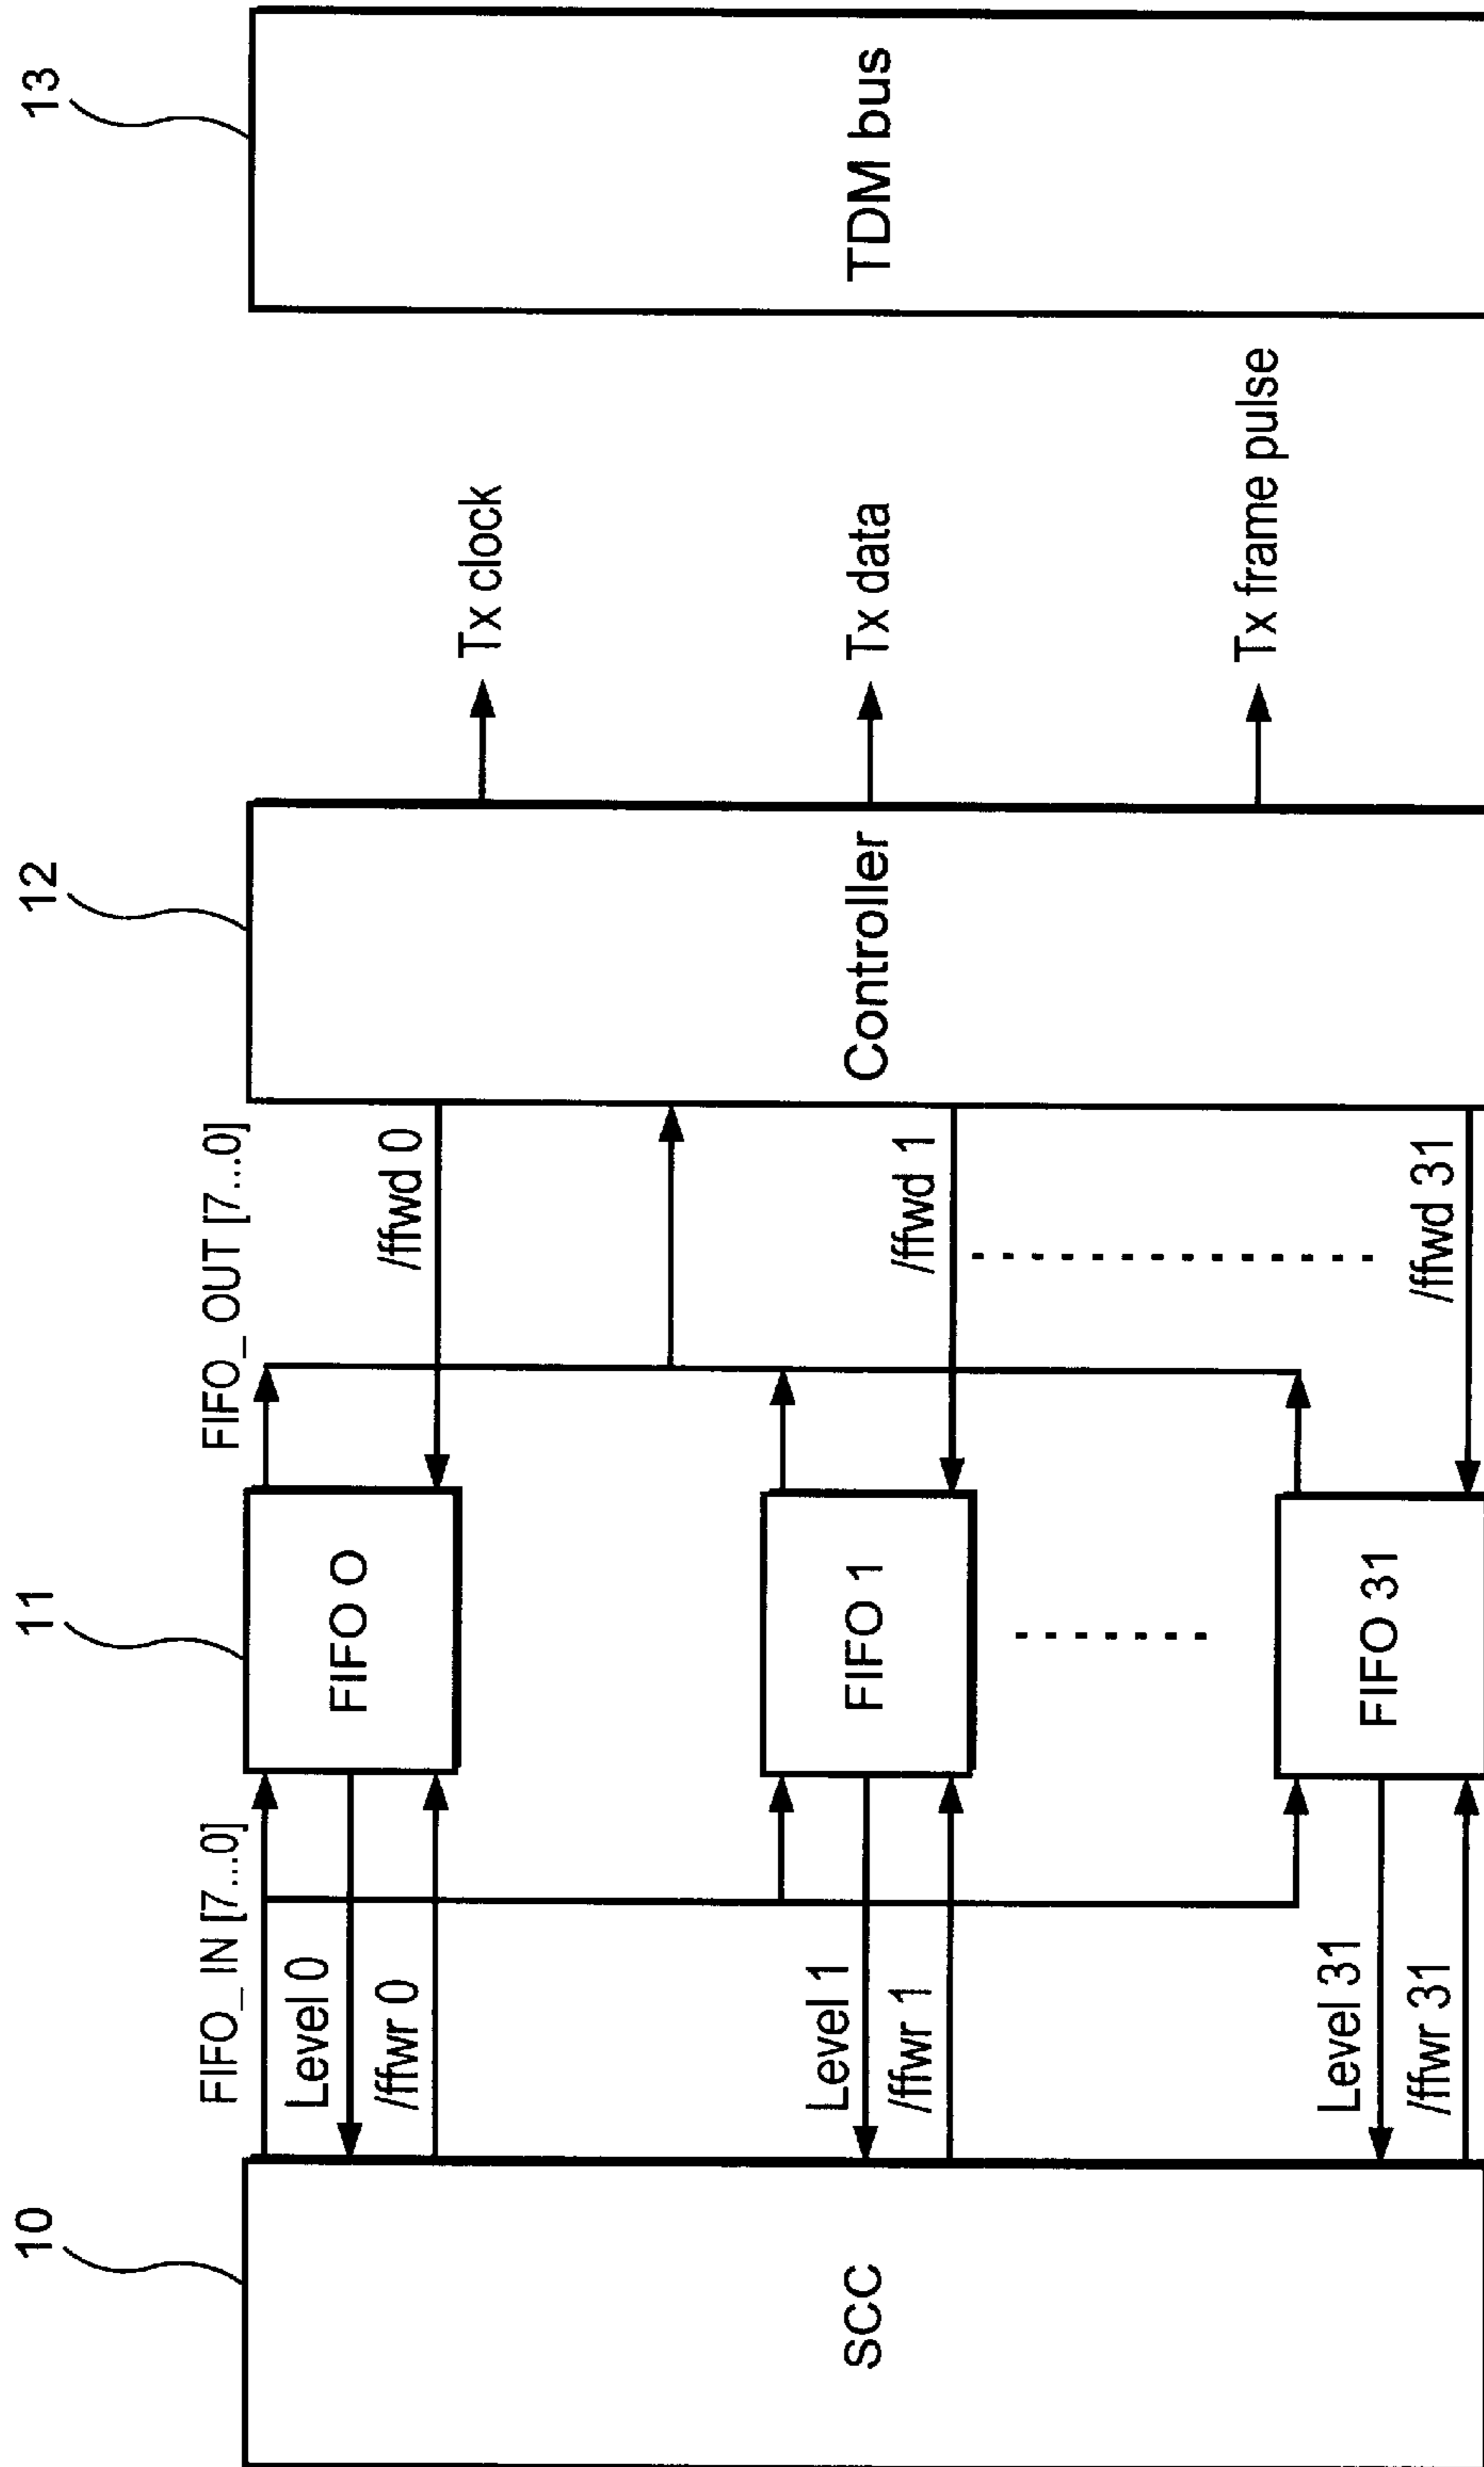 10
11
12
13
SCC
FIFO_IN [7...0]
Level 0
/ffwr 0
Level 1
/ffwr 1
Level 31
/ffwr 31
FIFO 0
FIFO 1
FIFO 31
FIFO_OUT [7...0]
/ffwd 0
/ffwd 1
/ffwd 31
Controller
Tx clock
Tx data
Tx frame pulse
TDM bus